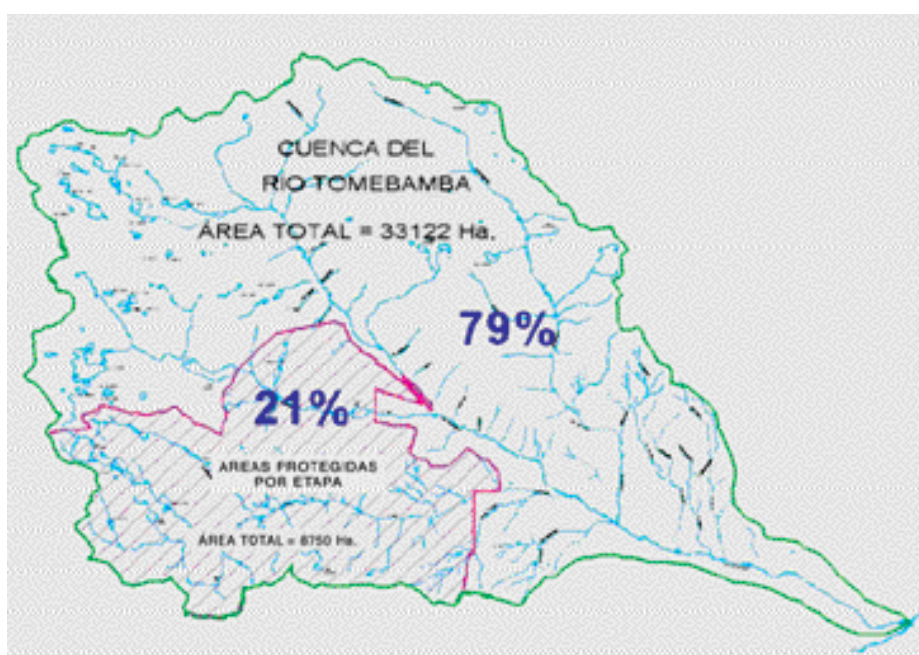 CUENCA DEL
RIO TOMEBAMBA
ÁREA TOTAL = 33122 Ha.
79%
21%
AREAS PROTEGIDAS
POR ETAPA
ÁREA TOTAL = 8750 Ha.